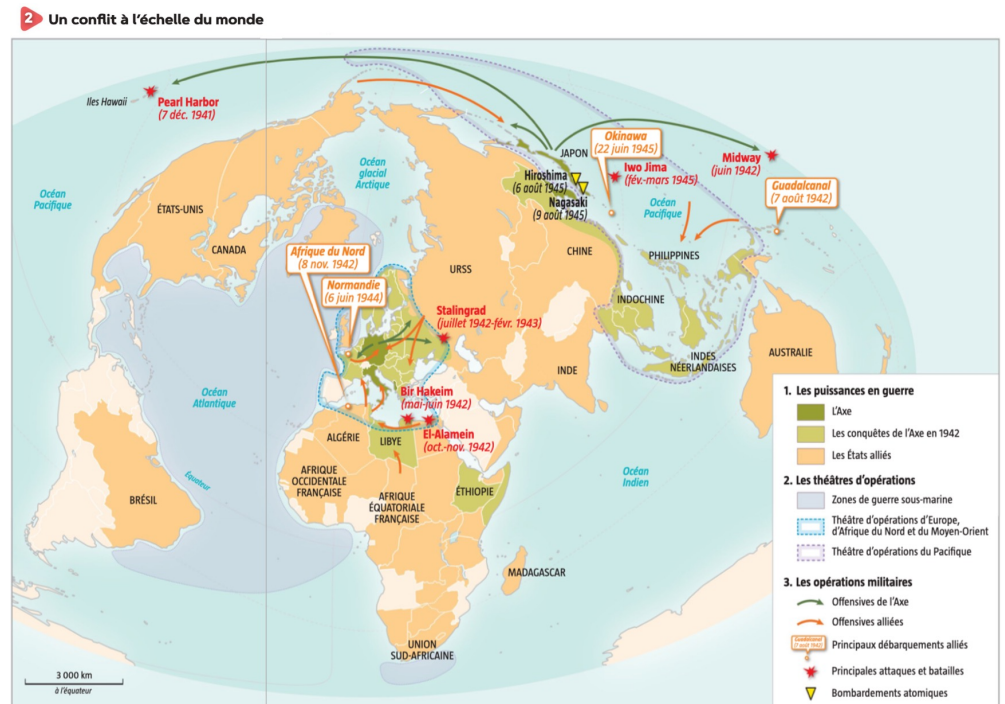 2 Un conflit à l'échelle du monde
Iles Hawaii
Pearl Harbor
(7 déc. 1941)
Océan
Pacifique
ÉTATS-UNIS
CANADA
Océan
glacial
Arctique
Okinawa
(22 juin 1945)
JAPON
Iwo Jima
(fév.-mars 1945)
Hiroshima
(6 août 1945)
Nagasaki
(9 août 1945)
Midway
(juin 1942)
Guadalcanal
(7 août 1942)
Océan
Pacifique
Afrique du Nord
(8 nov. 1942)
Normandie
(6 juin 1944)
URSS
CHINE
PHILIPPINES
INDOCHINE
Stalingrad
(juillet 1942-févr. 1943)
INDE
INDES
NÉERLANDAISES
AUSTRALIE
Océan
Atlantique
Bir Hakeim
(mai-juin 1942)
El-Alamein
(oct.-nov. 1942)
ALGÉRIE
LIBYE
AFRIQUE
OCCIDENTALE
FRANÇAISE
AFRIQUE
ÉQUATORIALE
FRANÇAISE
ÉTHIOPIE
Équateur
BRÉSIL
Océan
Indien
MADAGASCAR
UNION
SUD-AFRICAINE
3 000 km
à l'équateur
1. Les puissances en guerre
L'Axe
Les conquêtes de l'Axe en 1942
Les États alliés
2. Les théâtres d'opérations
Zones de guerre sous-marine
Théâtre d'opérations d'Europe,
d'Afrique du Nord et du Moyen-Orient
Théâtre d'opérations du Pacifique
3. Les opérations militaires
Offensives de l'Axe
Offensives alliées
Guadalcanal
(7 août 1942)
Principaux débarquements alliés
Principales attaques et batailles
Bombardements atomiques